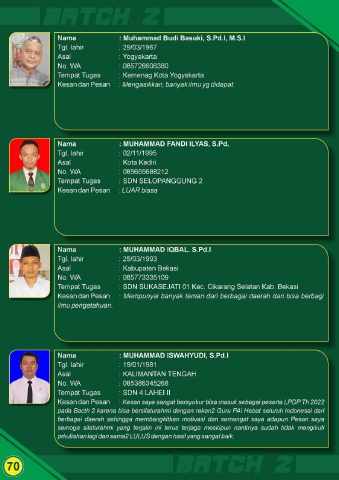 BATCH 2
Nama : Muhammad Budi Basuki, S.Pd.I, M.S.I
Tgl. lahir : 29/03/1967
Asal : Yogyakarta
No. WA : 085726606380
Tempat Tugas : Kemenag Kota Yogyakarta
Kesan dan Pesan : Mengasikkan, banyak ilmu yg didapat.
Nama : MUHAMMAD FANDI ILYAS, S.Pd.
Tgl. lahir : 02/11/1995
Asal : Kota Kediri
No. WA : 085655688212
Tempat Tugas : SDN SELOPANGGUNG 2
Kesan dan Pesan : LUAR biasa
Nama : MUHAMMAD IQBAL. S.Pd.I
Tgl. lahir : 25/03/1993
Asal : Kabupaten Bekasi
No. WA : 085773335109
Tempat Tugas : SDN SUKASEJATI 01 Kec. Cikarang Selatan Kab. Bekasi
Kesan dan Pesan : Mempunyai banyak teman dari berbagai daerah dan bisa berbagi
ilmu pengetahuan.
Nama : MUHAMMAD ISWAHYUDI, S.Pd.I
Tgl. lahir : 19/01/1981
Asal : KALIMANTAN TENGAH
No. WA : 085386345268
Tempat Tugas : SDN 4 LAHEI II
Kesan dan Pesan : Kesan saya sangat bersyukur bisa masuk sebagai peserta LPDP Th 2022
pada Bacth 2 karena bisa bersilaturahmi dengan rekan2 Guru PAI Hebat seluruh indonesai dari
berbagai daerah sehingga membangkitkan motivasi dan semangat saya adapun Pesan saya
semoga silaturahmi yang terjalin ini terus terjaga meskipun nantinya sudah tidak mengikuti
prkuliahan lagi dan sama2 LULUS dengan hasil yang sangat baik.
70
BATCH 2